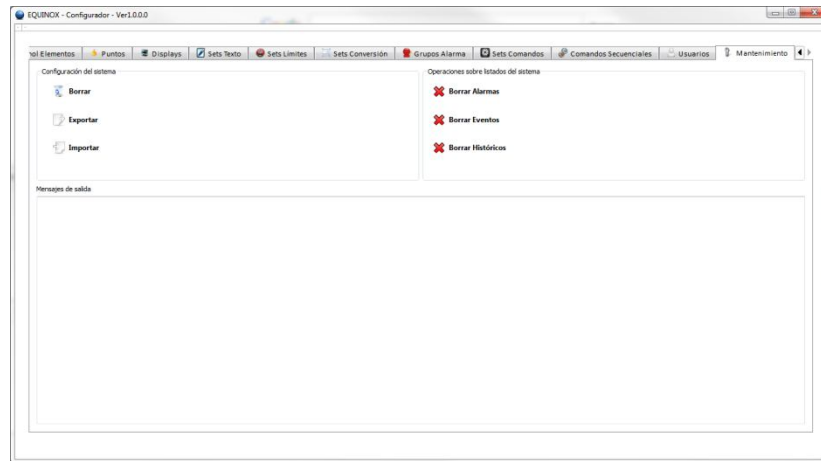 EQUINOX - Configurador - Ver1.0.0.0
ol Elementos Puntos Displays Sets Texto Sets Límites Sets Conversión Grupos Alarma Sets Comandos Comandos Secuenciales Usuarios Mantenimiento
Configuración del sistema
Borrar
Exportar
Importar
Operaciones sobre listados del sistema
Borrar Alarmas
Borrar Eventos
Borrar Históricos
Mensajes de salida